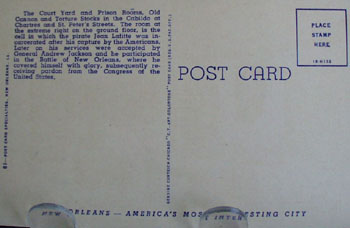 The Court Yard and Prison Rooms, Old
Cannon and Torture Stocks in the Cabildo at
Chartres and St. Peter's Streets. The room at
the extreme right on the ground floor, is the
cell in which the pirate Jean Lafitte was in-
carcerated after his capture by the Americans.
Later on his services were accepted by
General Andrew Jackson and he participated
in the Battle of New Orleans, where he
covered himself with glory, subsequently re-
ceiving pardon from the Congress of the
United States.
POST CARD
PLACE
STAMP
HERE
NEW ORLEANS — AMERICA'S MOST INTERESTING CITY